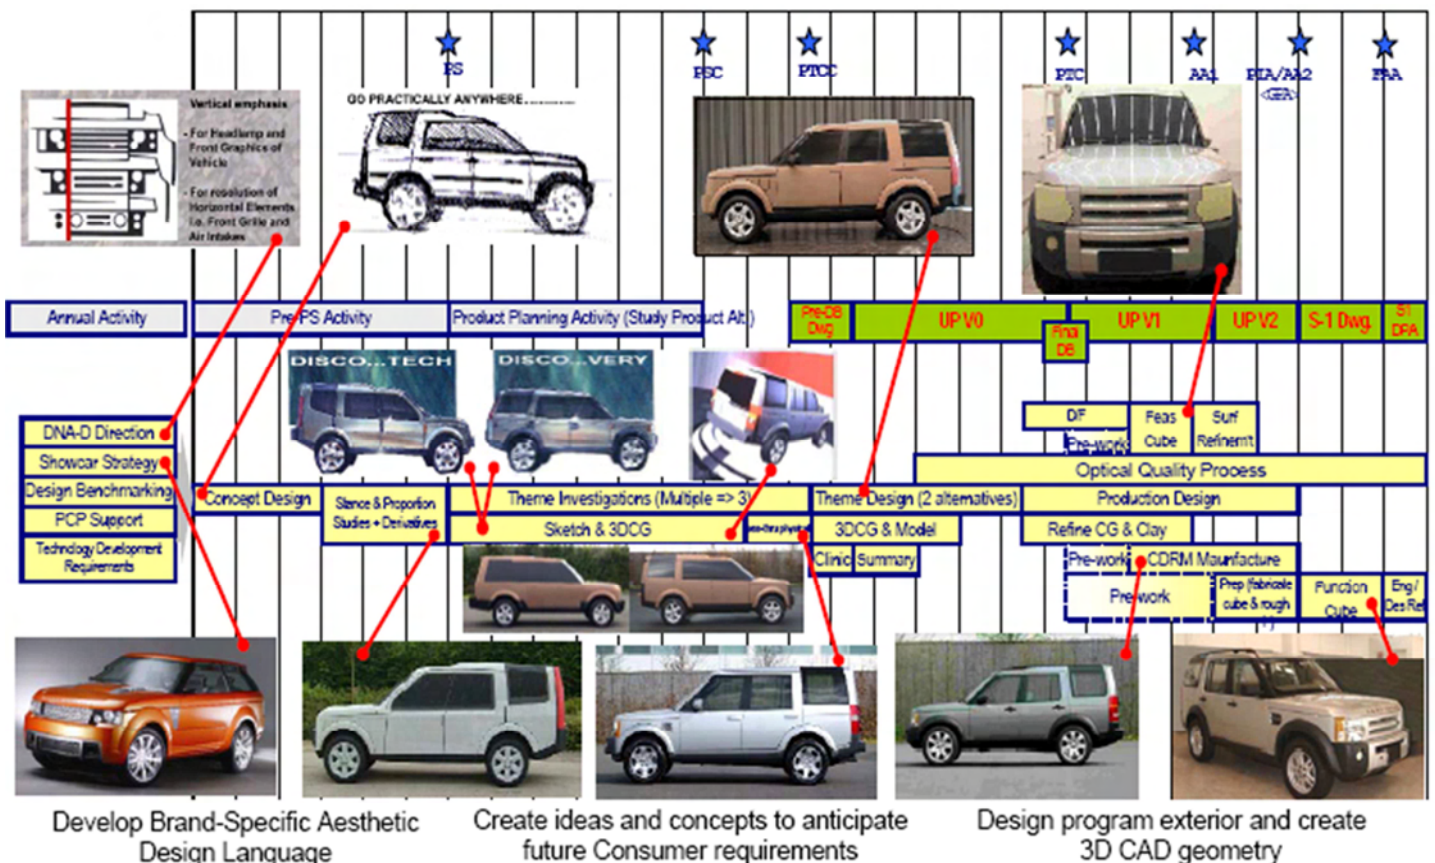 PS
PSC
PTCC
PTC
AA1
PTA/AA2
FAA
Vertical emphasis
- For Headlamp and
Front Graphics of
Vehicle
- For resolution of
Horizontal Elements
i.e. Front Grille and
Air Intakes
GO PRACTICALLY ANYWHERE............
Annual Activity
Pre-PS Activity
Product Planning Activity (Study Product Alt.)
Pre-DB
Dwg
UP V0
Final
DB
UP V1
UP V2
S-1 Dwg.
S1
DPA
DISCO...TECH
DISCO...VERY
DNA-D Direction
Showcar Strategy
Design Benchmarking
PCP Support
Technology Development
Requirements
DF
Pre-work
Feas
Cube
Surf
Refinem't
Optical Quality Process
Concept Design
Stance & Proportion
Studies + Derivatives
Theme Investigations (Multiple => 3)
Theme Design (2 alternatives)
Production Design
Sketch & 3DCG
3DCG & Model
Refine CG & Clay
Clinic
Summary
Pre-work
CDRM Maunfacture
Pre-work
Prep (fabricate
cube & rough
Function
Cube
Eng /
Des Rel
Develop Brand-Specific Aesthetic
Design Language
Create ideas and concepts to anticipate
future Consumer requirements
Design program exterior and create
3D CAD geometry